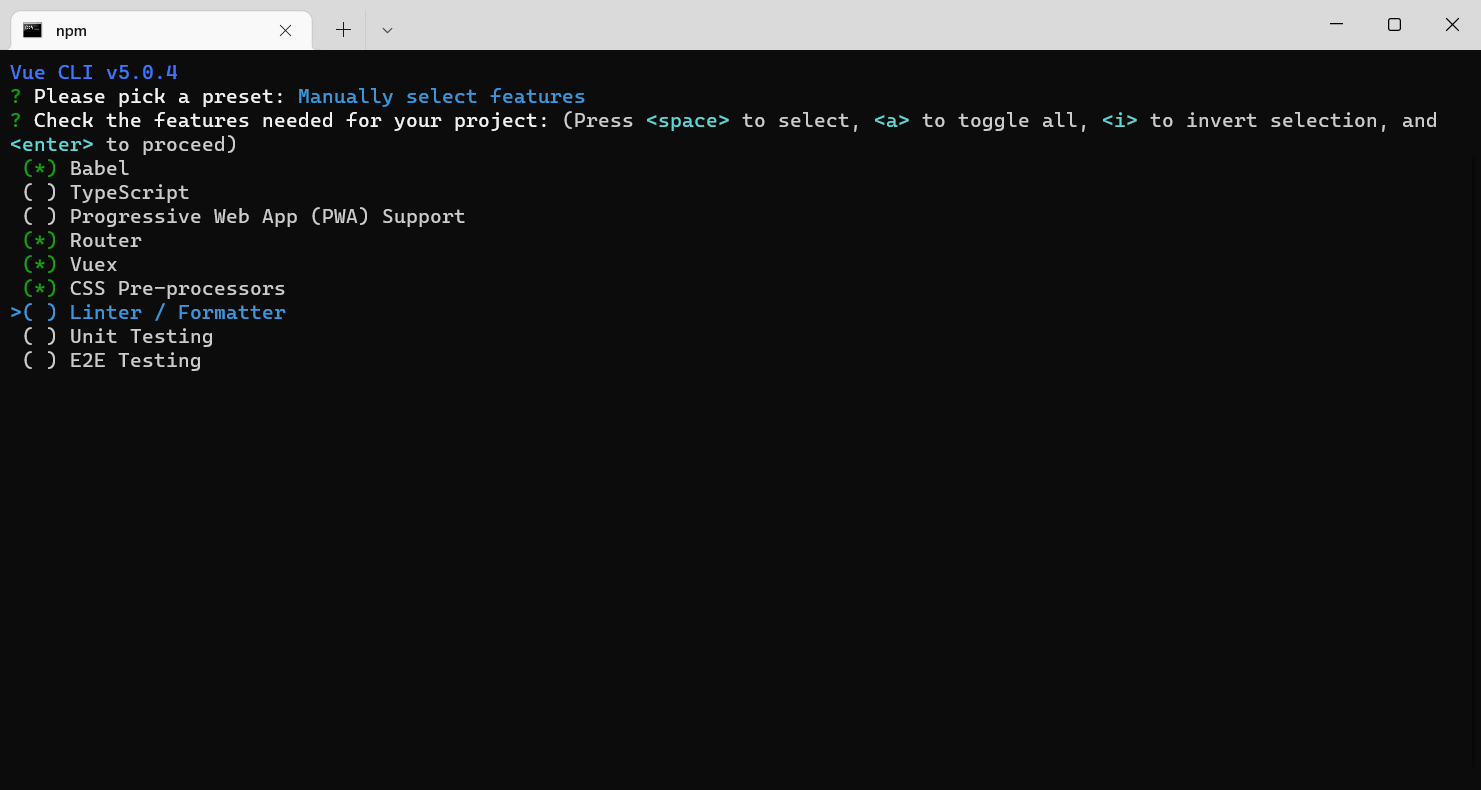 npm
Vue CLI v5.0.4
? Please pick a preset: Manually select features
? Check the features needed for your project: (Press <space> to select, <a> to toggle all, <i> to invert selection, and
<enter> to proceed)
(*) Babel
( ) TypeScript
( ) Progressive Web App (PWA) Support
(*) Router
(*) Vuex
(*) CSS Pre-processors
>( ) Linter / Formatter
( ) Unit Testing
( ) E2E Testing